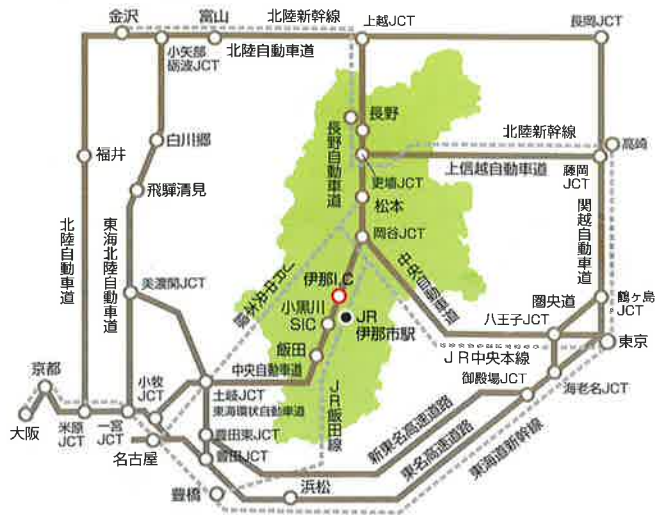 金沢
富山
北陸新幹線
上越JCT
長岡JCT
小矢部
砺波JCT
北陸自動車道
長野
長野自動車道
北陸新幹線
高崎
白川郷
福井
更埴JCT
上信越自動車道
藤岡
JCT
飛騨清見
松本
関越自動車道
岡谷JCT
北陸自動車道
東海北陸自動車道
美濃関JCT
JR中央本線
伊那I.C
中央自動車道
圏央道
鶴ヶ島
JCT
小黒川
SIC
JR
伊那市駅
八王子JCT
東京
飯田
JR中央本線
京都
小牧
JCT
中央自動車道
御殿場JCT
海老名JCT
土岐JCT
東海環状自動車道
JR飯田線
大阪
米原
JCT
一宮
JCT
名古屋
豊田東JCT
豊田JCT
新東名高速道路
東名高速道路
東海道新幹線
豊橋
浜松